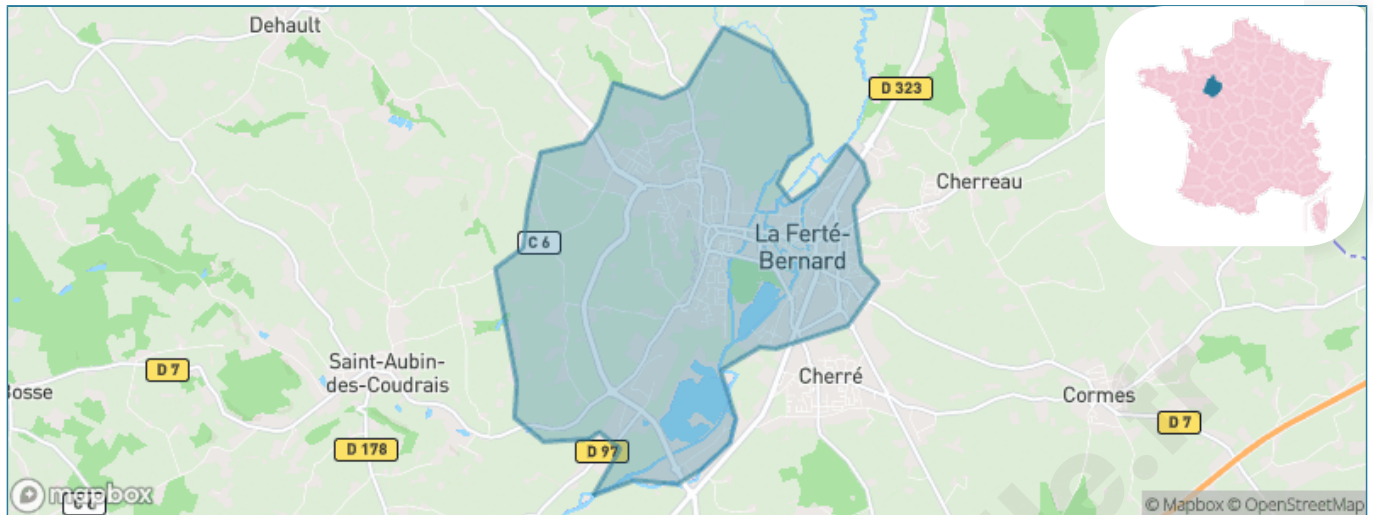 Dehault
D 323
Cherreau
C 6
La Ferté-
Bernard
Saint-Aubin-
des-Coudrais
D 7
Bosse
Cherré
Cormes
D 7
D 178
D 97
mapbox
© Mapbox © OpenStreetMap